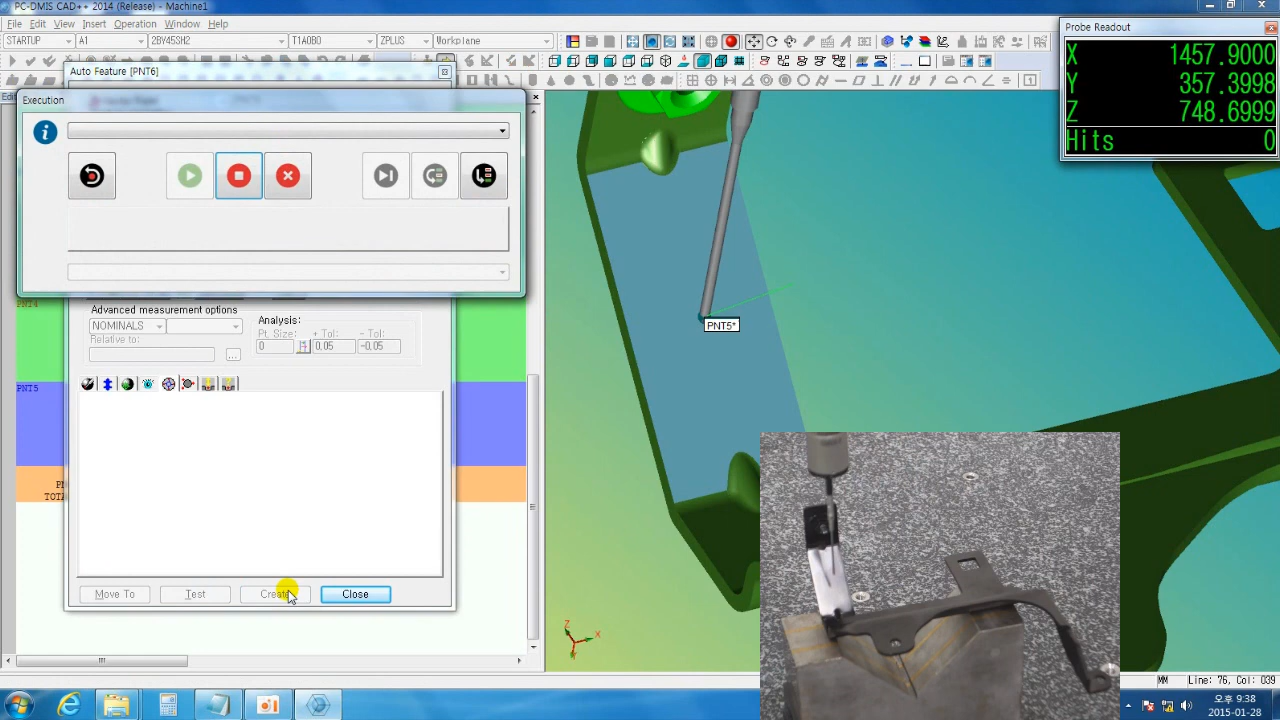 PC-DMIS CAD++ 2014 (Release) - Machine1
File Edit View Insert Operation Window Help
STARTUP A1 2BY45SH2 T1A0B0 ZPLUS Workplane
Auto Feature [PNT6]
Execution
PNT4
Advanced measurement options
NOMINALS
Relative to:
...
Analysis:
Pt. Size: + Tol: - Tol:
0 0.05 -0.05
PNT5
Move To Test Create Close
PNT5*
Z X Y
Probe Readout
X 1457.9000
Y 357.3998
Z 748.6999
Hits 0
MM Line: 76, Col: 039
오후 9:38
2015-01-28